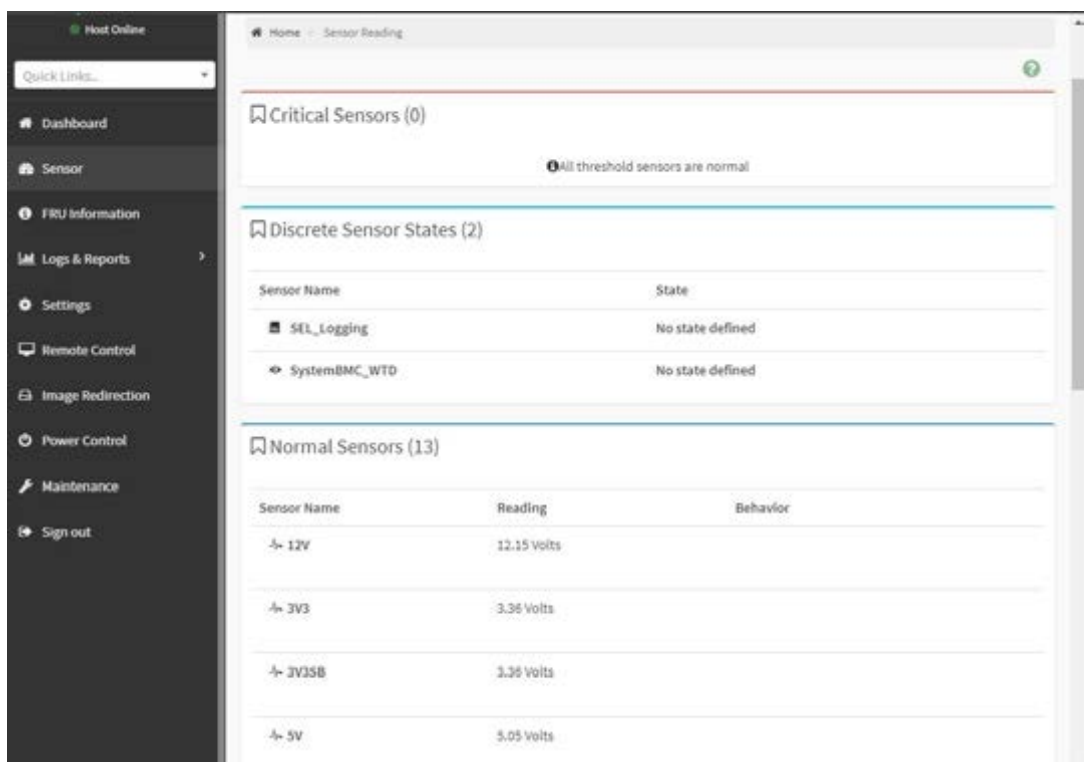 Host Online
Quick Links...
Dashboard
Sensor
FRU Information
Logs & Reports
Settings
Remote Control
Image Redirection
Power Control
Maintenance
Sign out
Home Sensor Reading
Critical Sensors (0)
All threshold sensors are normal
Discrete Sensor States (2)
Sensor Name State
SEL_Logging No state defined
SystemBMC_WTD No state defined
Normal Sensors (13)
Sensor Name Reading Behavior
12V 12.15 Volts
3V3 3.36 Volts
3V3SB 3.36 Volts
5V 5.05 Volts